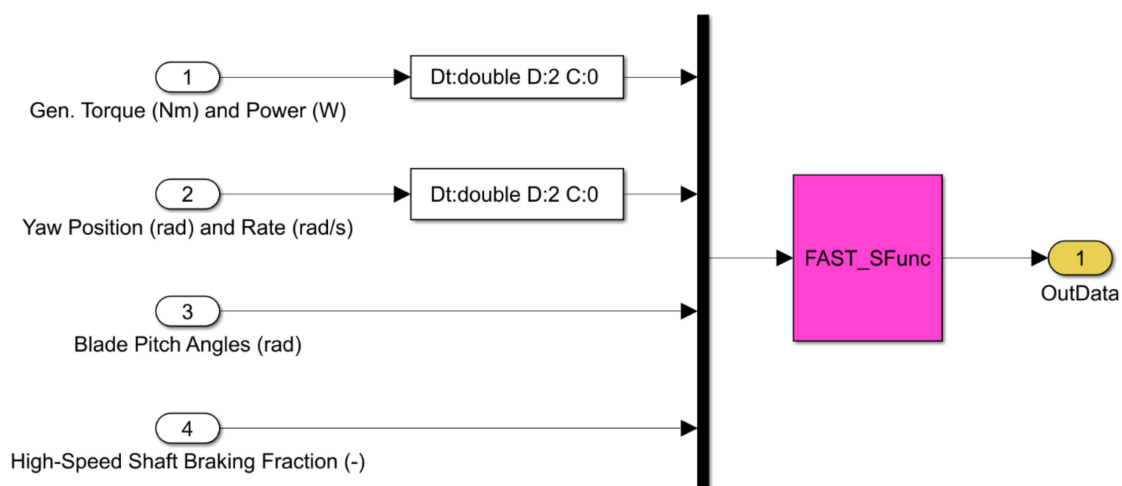 1
Dt:double D:2 C:0
Gen. Torque (Nm) and Power (W)
2
Dt:double D:2 C:0
Yaw Position (rad) and Rate (rad/s)
FAST_SFunc
1
OutData
3
Blade Pitch Angles (rad)
4
High-Speed Shaft Braking Fraction (-)